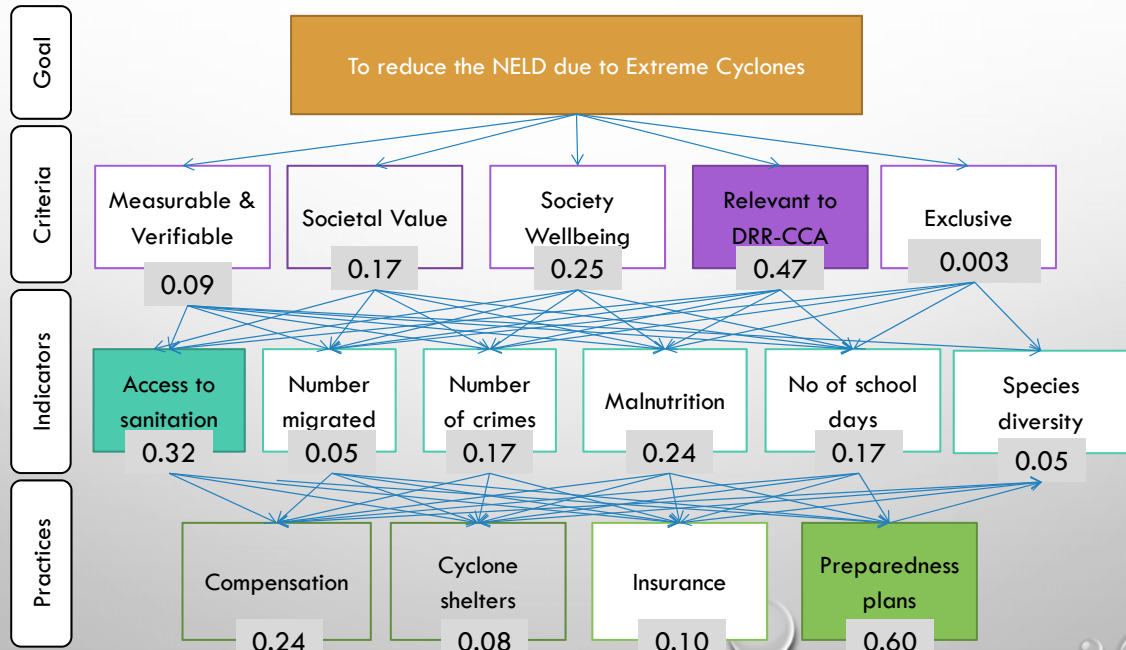 Goal
To reduce the NELD due to Extreme Cyclones
Criteria
Measurable &
Verifiable
0.09
Societal Value
0.17
Society
Wellbeing
0.25
Relevant to
DRR-CCA
0.47
Exclusive
0.003
Indicators
Access to
sanitation
0.32
Number
migrated
0.05
Number
of crimes
0.17
Malnutrition
0.24
No of school
days
0.17
Species
diversity
0.05
Practices
Compensation
0.24
Cyclone
shelters
0.08
Insurance
0.10
Preparedness
plans
0.60